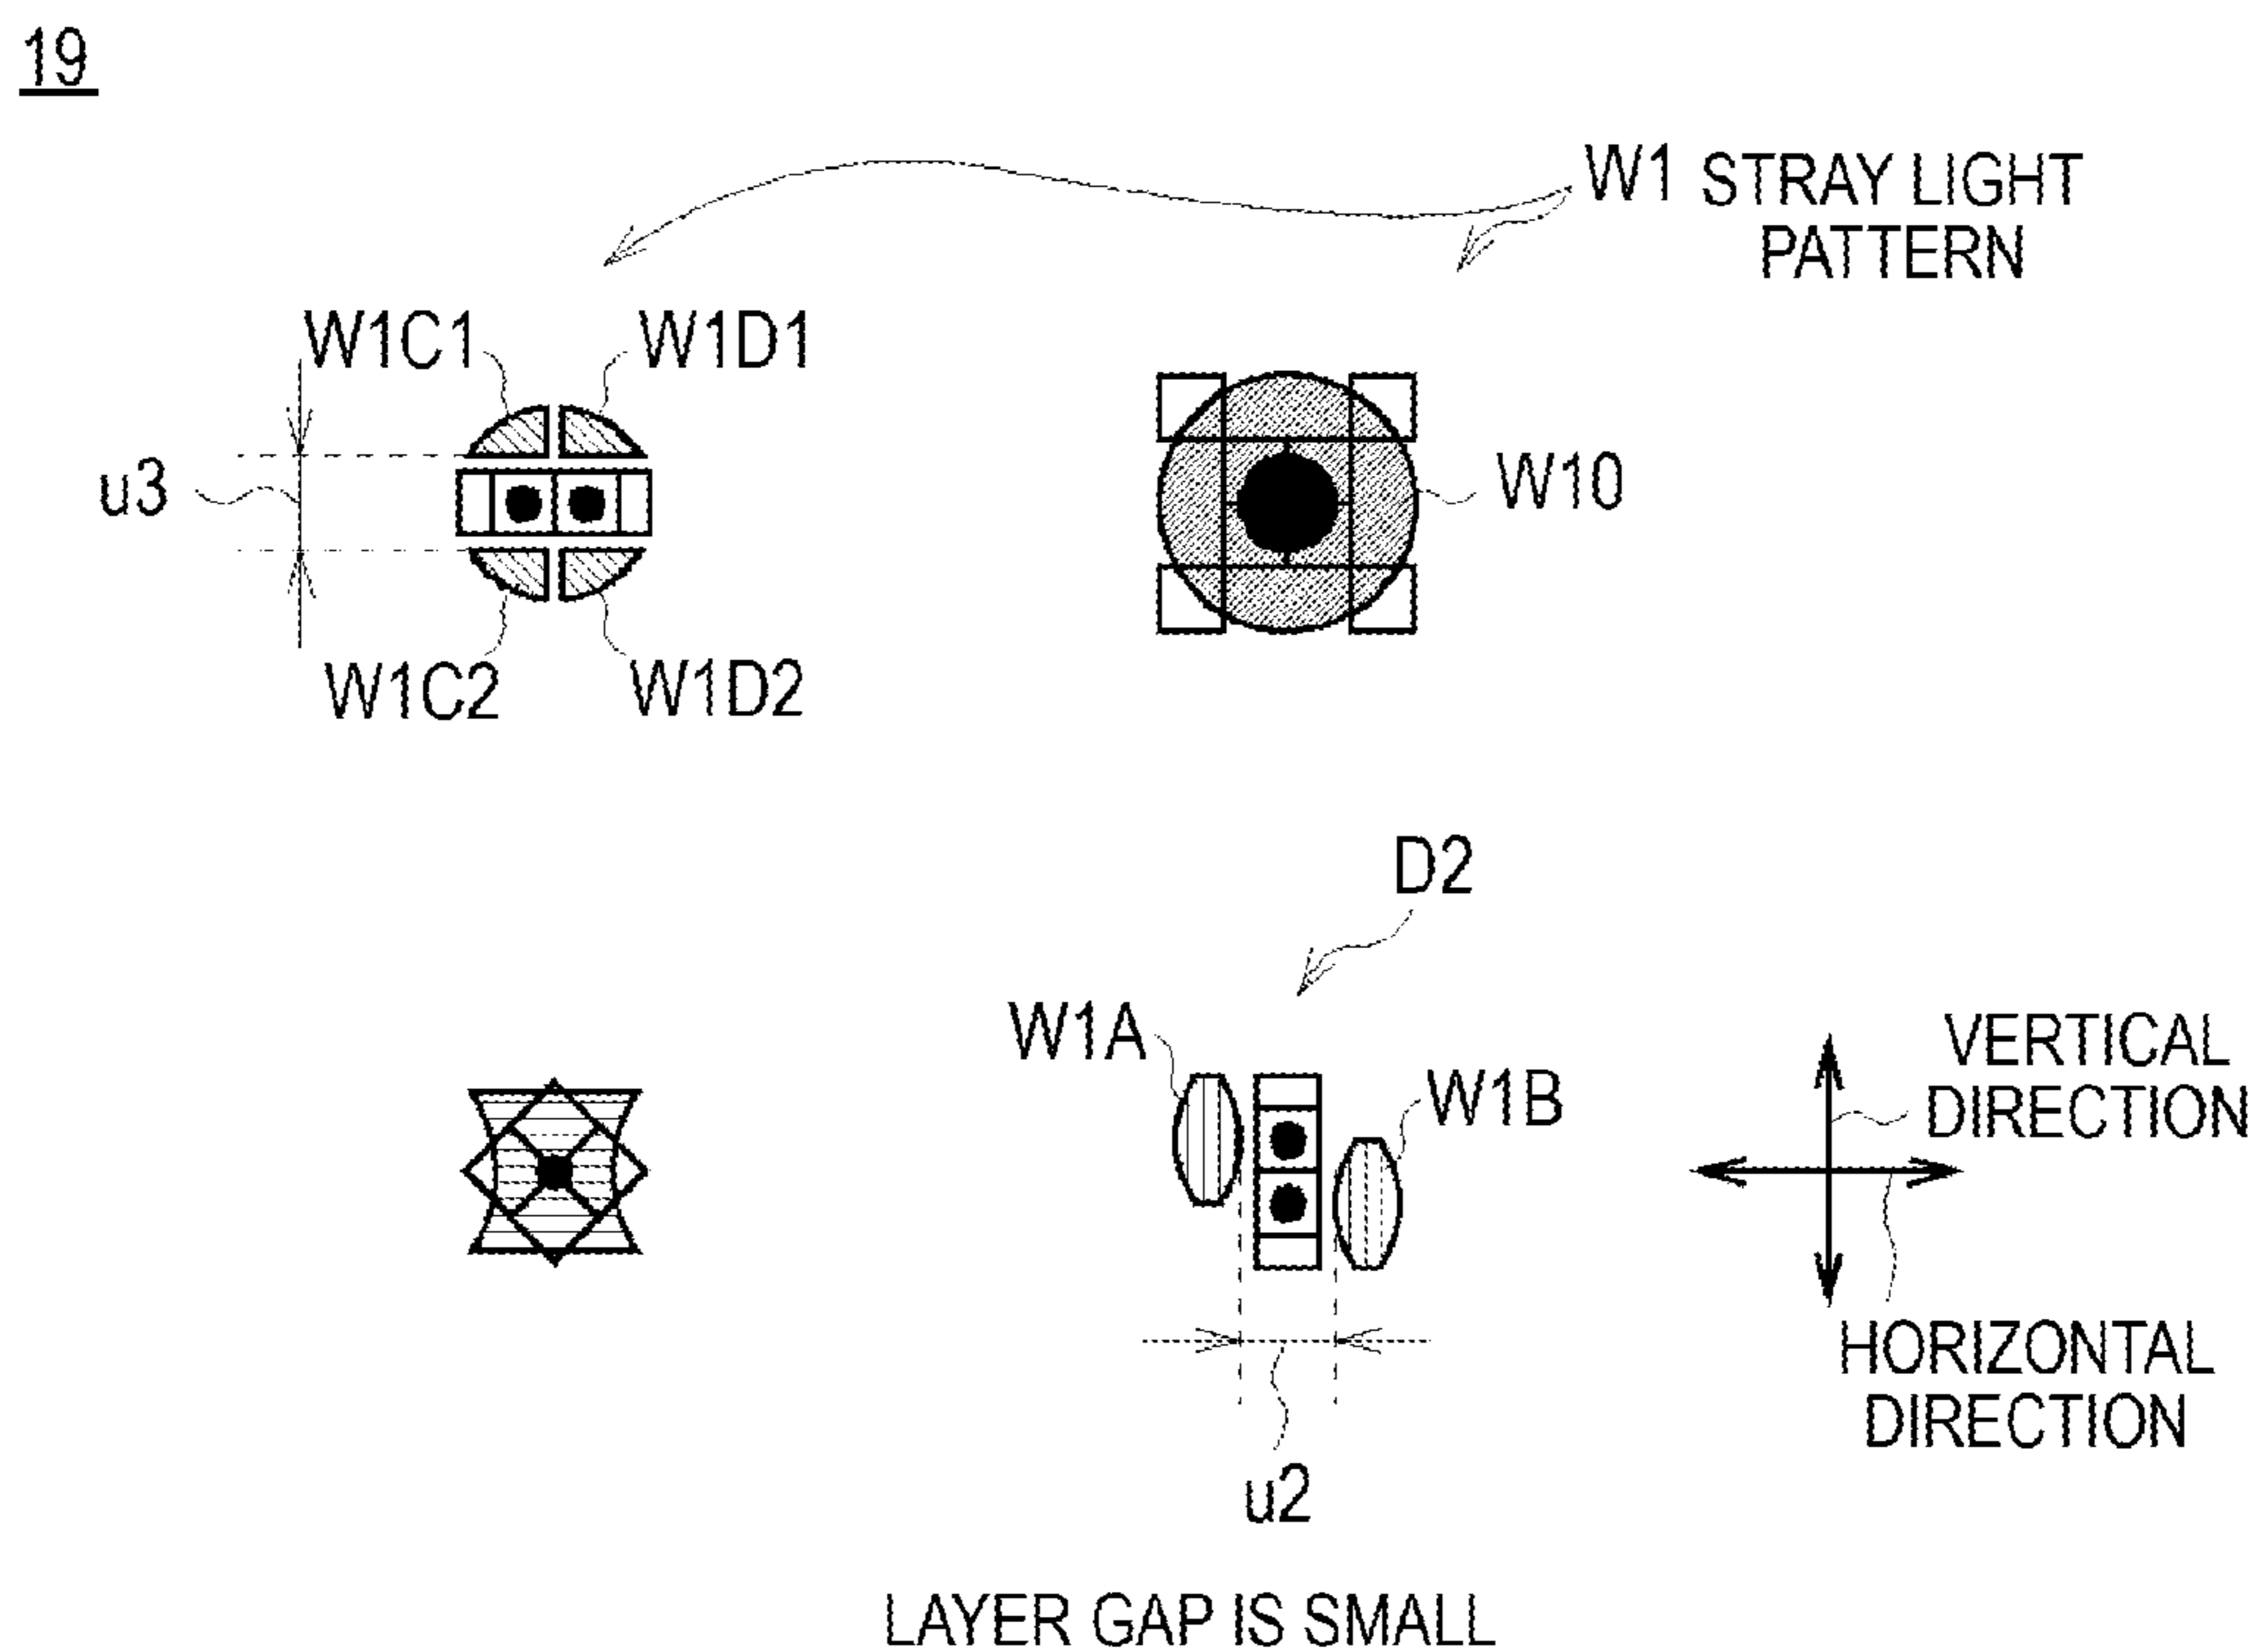 19
W1 STRAY LIGHT
PATTERN
W1C1
W1D1
u3
W10
W1C2
W1D2
D2
W1A
W1B
VERTICAL
DIRECTION
HORIZONTAL
DIRECTION
u2
LAYER GAP IS SMALL